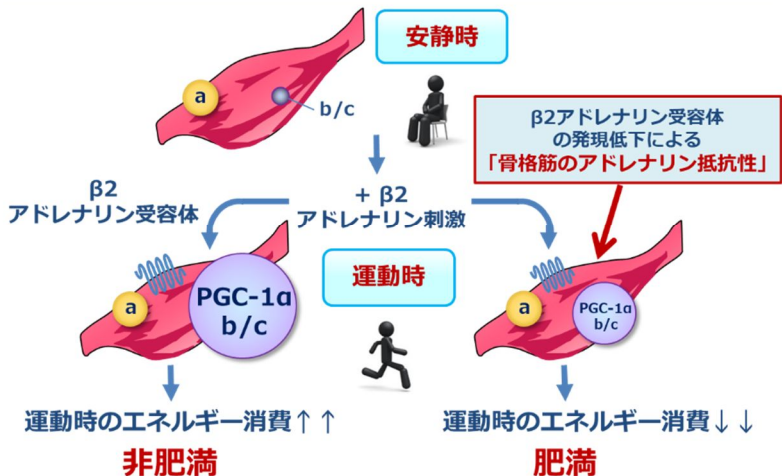 安静時
a
b/c
β2アドレナリン受容体
の発現低下による
「骨格筋のアドレナリン抵抗性」
β2
アドレナリン受容体
+ β2
アドレナリン刺激
運動時
a
PGC-1α
b/c
a
PGC-1α
b/c
運動時のエネルギー消費↑↑
非肥満
運動時のエネルギー消費↓↓
肥満